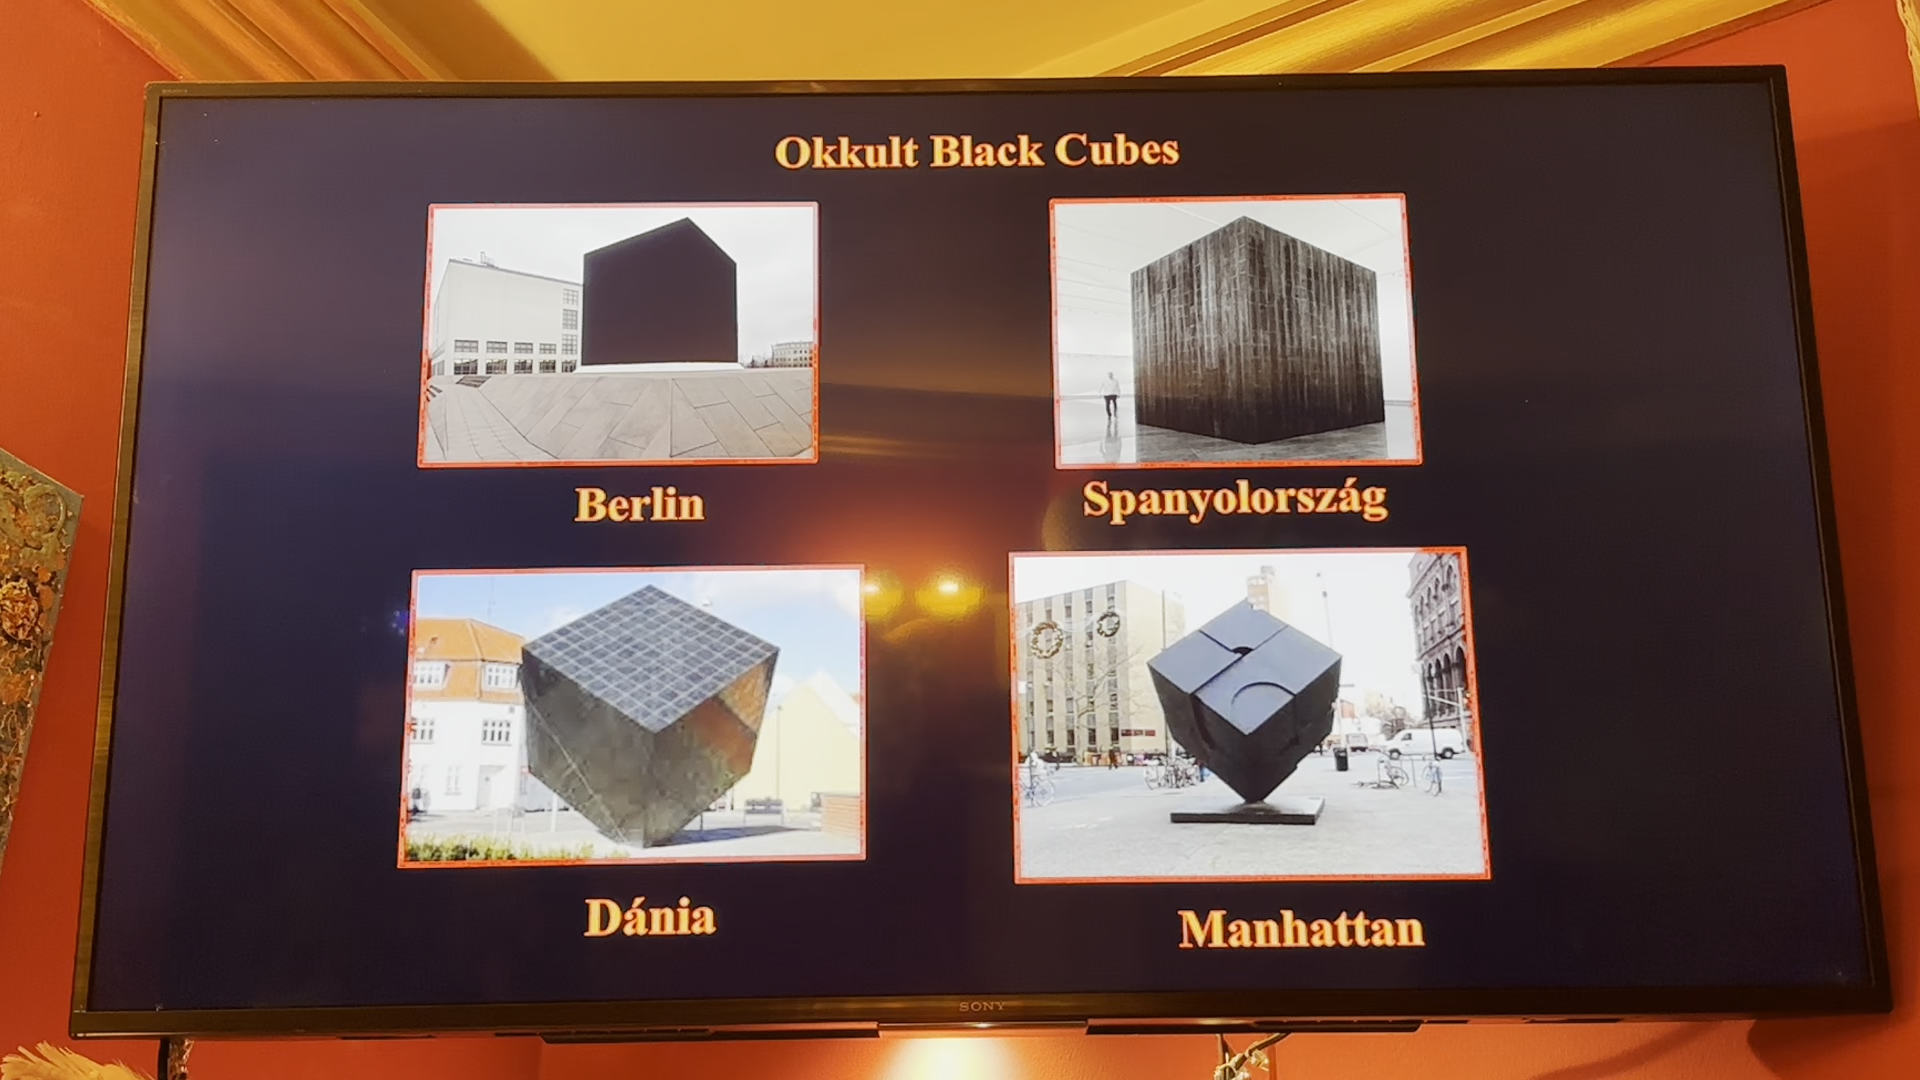 Okkult Black Cubes
Berlin
Spanyolország
Dánia
Manhattan
SONY